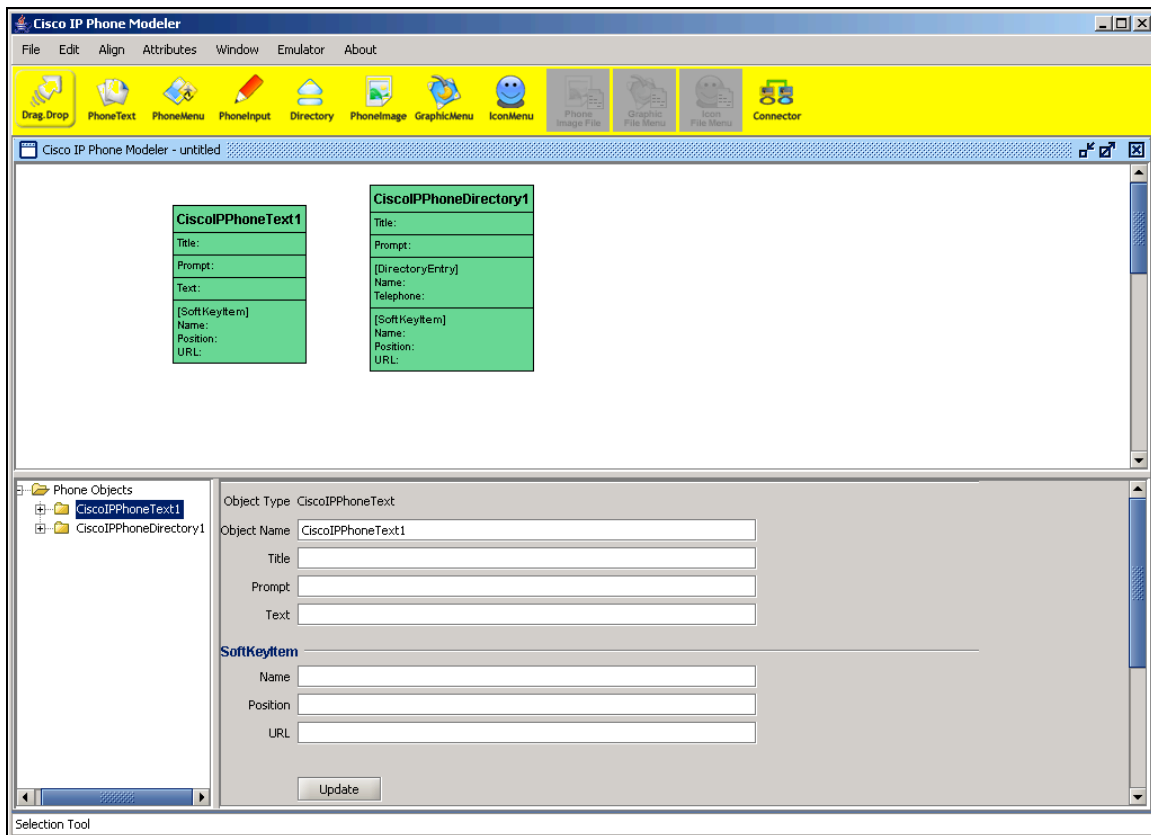 Cisco IP Phone Modeler
File Edit Align Attributes Window Emulator About
Drag.Drop PhoneText PhoneMenu PhoneInput Directory PhoneImage GraphicMenu IconMenu Phone Image File Graphic File Menu Icon File Menu Connector
Cisco IP Phone Modeler - untitled
CiscoIPPhoneText1
Title:
Prompt:
Text:
[SoftKeyItem]
Name:
Position:
URL:
CiscoIPPhoneDirectory1
Title:
Prompt:
[DirectoryEntry]
Name:
Telephone:
[SoftKeyItem]
Name:
Position:
URL:
Phone Objects
CiscoIPPhoneText1
CiscoIPPhoneDirectory1
Object Type CiscoIPPhoneText
Object Name CiscoIPPhoneText1
Title
Prompt
Text
SoftKeyItem
Name
Position
URL
Update
Selection Tool